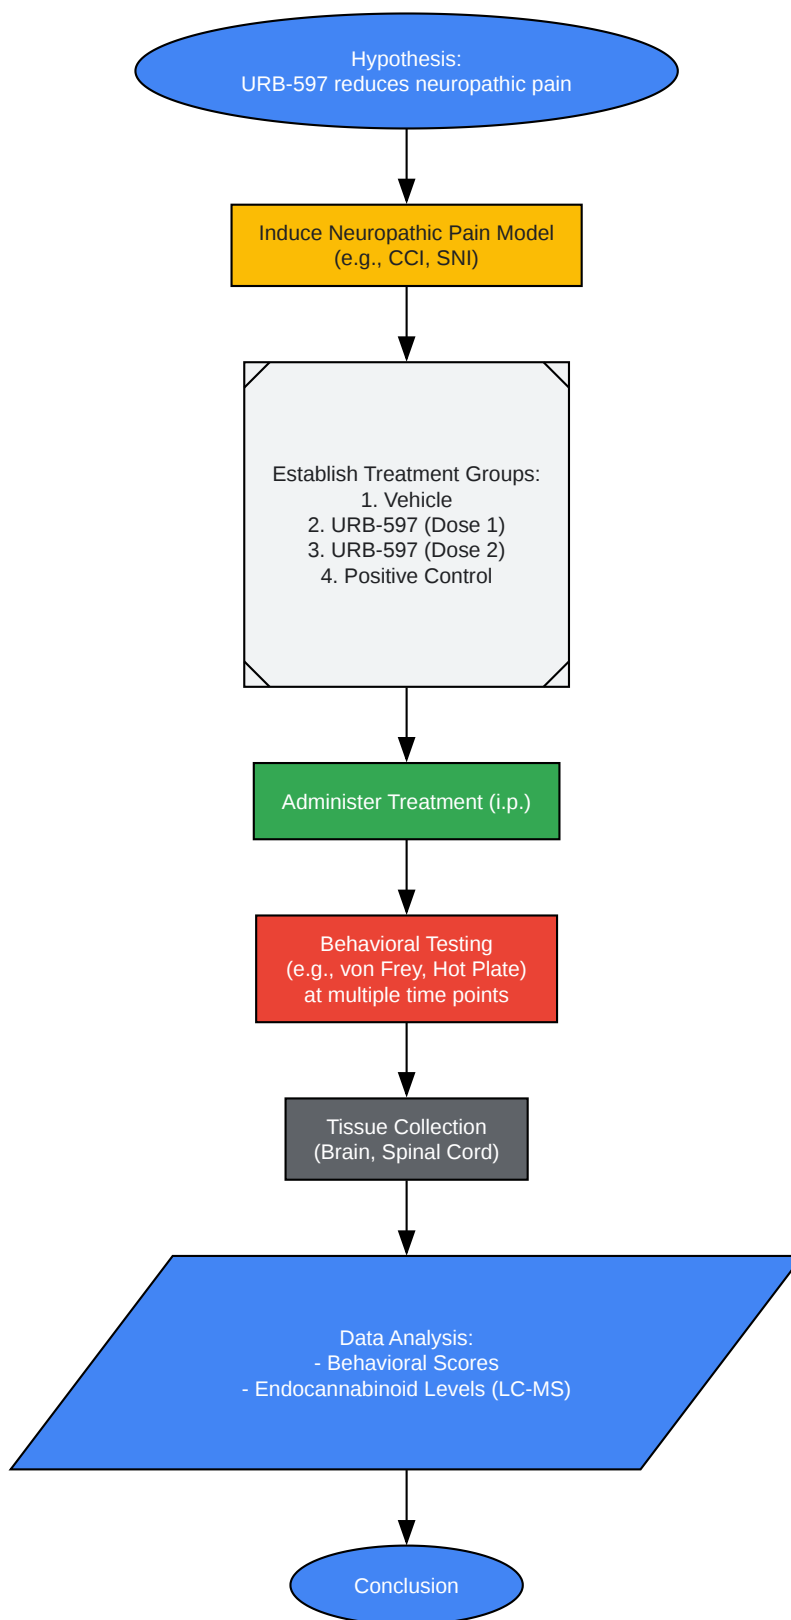 Hypothesis:
URB-597 reduces neuropathic pain
Induce Neuropathic Pain Model
(e.g., CCI, SNI)
Establish Treatment Groups:
1. Vehicle
2. URB-597 (Dose 1)
3. URB-597 (Dose 2)
4. Positive Control
Administer Treatment (i.p.)
Behavioral Testing
(e.g., von Frey, Hot Plate)
at multiple time points
Tissue Collection
(Brain, Spinal Cord)
Data Analysis:
- Behavioral Scores
- Endocannabinoid Levels (LC-MS)
Conclusion